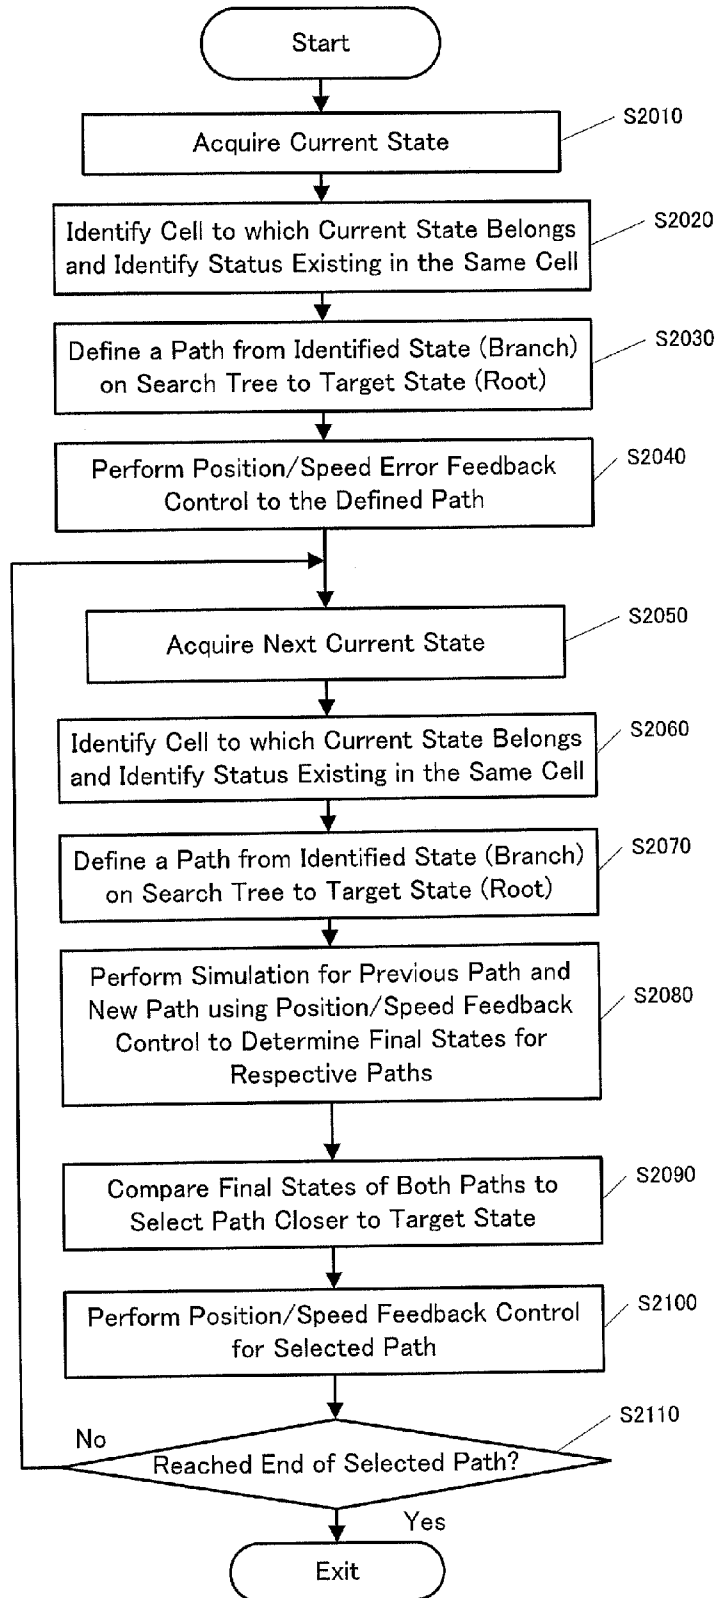 Start
Acquire Current State
S2010
Identify Cell to which Current State Belongs
and Identify Status Existing in the Same Cell
S2020
Define a Path from Identified State (Branch)
on Search Tree to Target State (Root)
S2030
Perform Position/Speed Error Feedback
Control to the Defined Path
S2040
Acquire Next Current State
S2050
Identify Cell to which Current State Belongs
and Identify Status Existing in the Same Cell
S2060
Define a Path from Identified State (Branch)
on Search Tree to Target State (Root)
S2070
Perform Simulation for Previous Path and
New Path using Position/Speed Feedback
Control to Determine Final States for
Respective Paths
S2080
Compare Final States of Both Paths to
Select Path Closer to Target State
S2090
Perform Position/Speed Feedback Control
for Selected Path
S2100
Reached End of Selected Path?
S2110
No
Yes
Exit